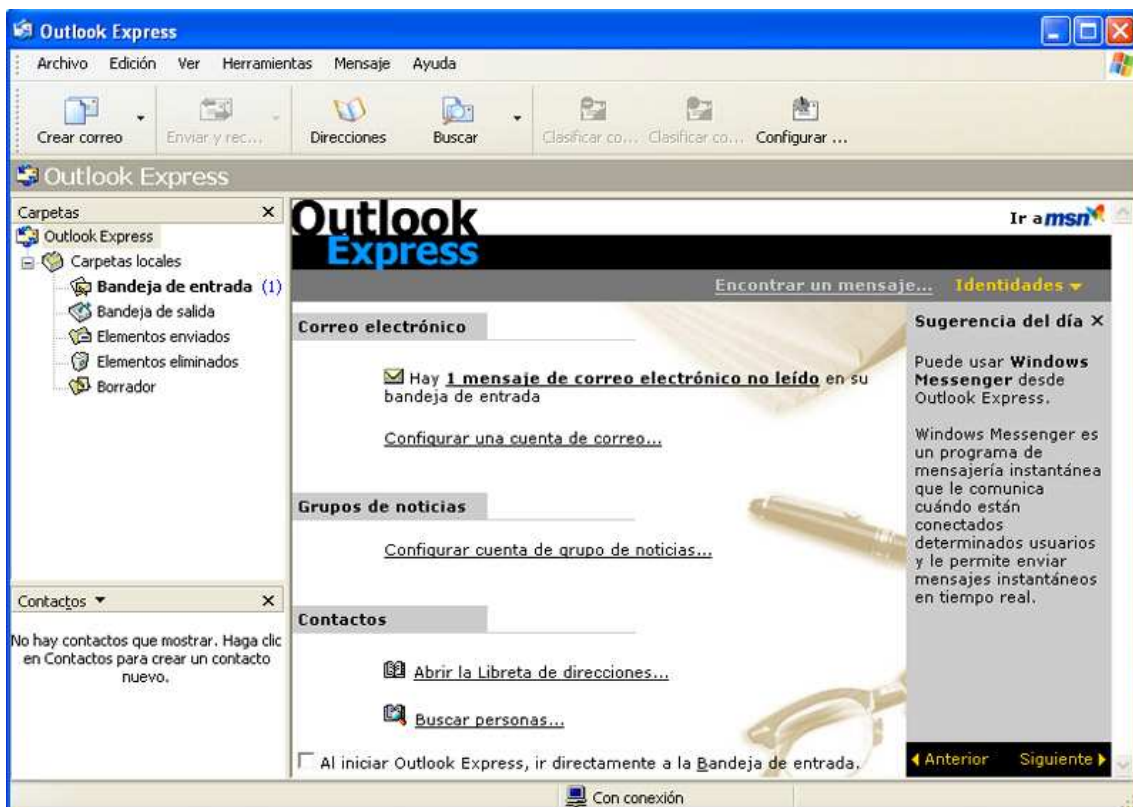 Outlook Express
Archivo Edición Ver Herramientas Mensaje Ayuda
Crear correo Enviar y rec... Direcciones Buscar Clasificar co... Clasificar co... Configurar ...
Outlook Express
Carpetas
Outlook Express
Carpetas locales
Bandeja de entrada (1)
Bandeja de salida
Elementos enviados
Elementos eliminados
Borrador
Contactos
No hay contactos que mostrar. Haga clic
en Contactos para crear un contacto
nuevo.
Outlook
Express
Ir a msn
Encontrar un mensaje... Identidades
Correo electrónico
Hay 1 mensaje de correo electrónico no leído en su
bandeja de entrada
Configurar una cuenta de correo...
Grupos de noticias
Configurar cuenta de grupo de noticias...
Contactos
Abrir la Libreta de direcciones...
Buscar personas...
Al iniciar Outlook Express, ir directamente a la Bandeja de entrada.
Sugerencia del día
Puede usar Windows
Messenger desde
Outlook Express.
Windows Messenger es
un programa de
mensajería instantánea
que le comunica
cuándo están
conectados
determinados usuarios
y le permite enviar
mensajes instantáneos
en tiempo real.
Anterior Siguiente
Con conexión